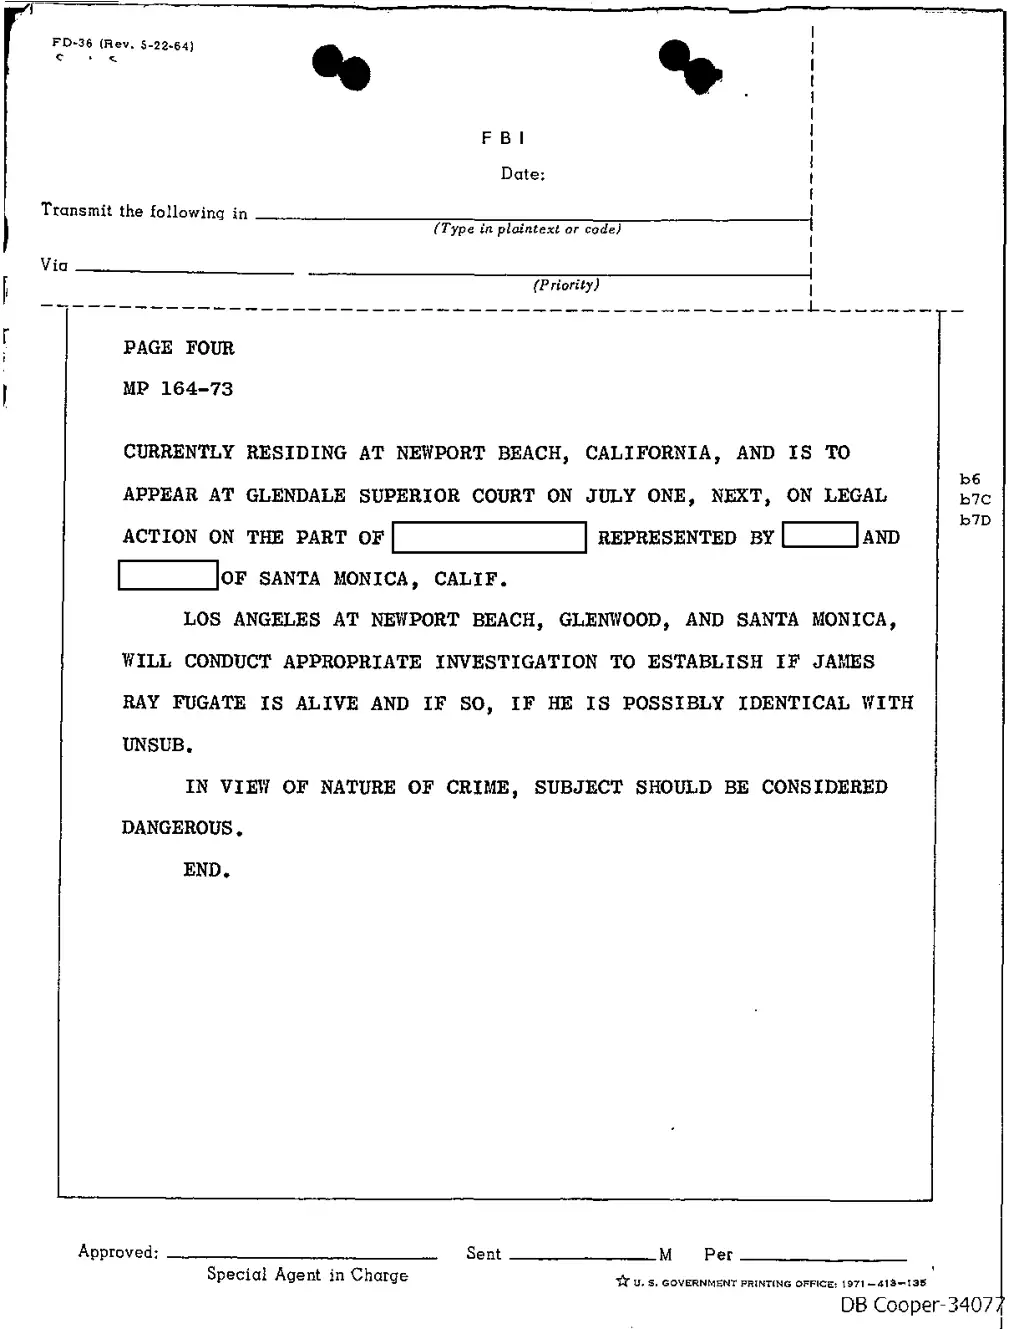 FD-36 (Rev. 5-22-64)
F B I
Date:
Transmit the following in
(Type in plaintext or code)
Via
(Priority)
PAGE FOUR
MP 164-73
CURRENTLY RESIDING AT NEWPORT BEACH, CALIFORNIA, AND IS TO
APPEAR AT GLENDALE SUPERIOR COURT ON JULY ONE, NEXT, ON LEGAL
ACTION ON THE PART OF REPRESENTED BY AND
OF SANTA MONICA, CALIF.
b6
b7C
b7D
LOS ANGELES AT NEWPORT BEACH, GLENWOOD, AND SANTA MONICA,
WILL CONDUCT APPROPRIATE INVESTIGATION TO ESTABLISH IF JAMES
RAY FUGATE IS ALIVE AND IF SO, IF HE IS POSSIBLY IDENTICAL WITH
UNSUB.
IN VIEW OF NATURE OF CRIME, SUBJECT SHOULD BE CONSIDERED
DANGEROUS.
END.
Approved: Sent M Per
Special Agent in Charge
☆ U. S. GOVERNMENT PRINTING OFFICE: 1971-413-135
DB Cooper-34077